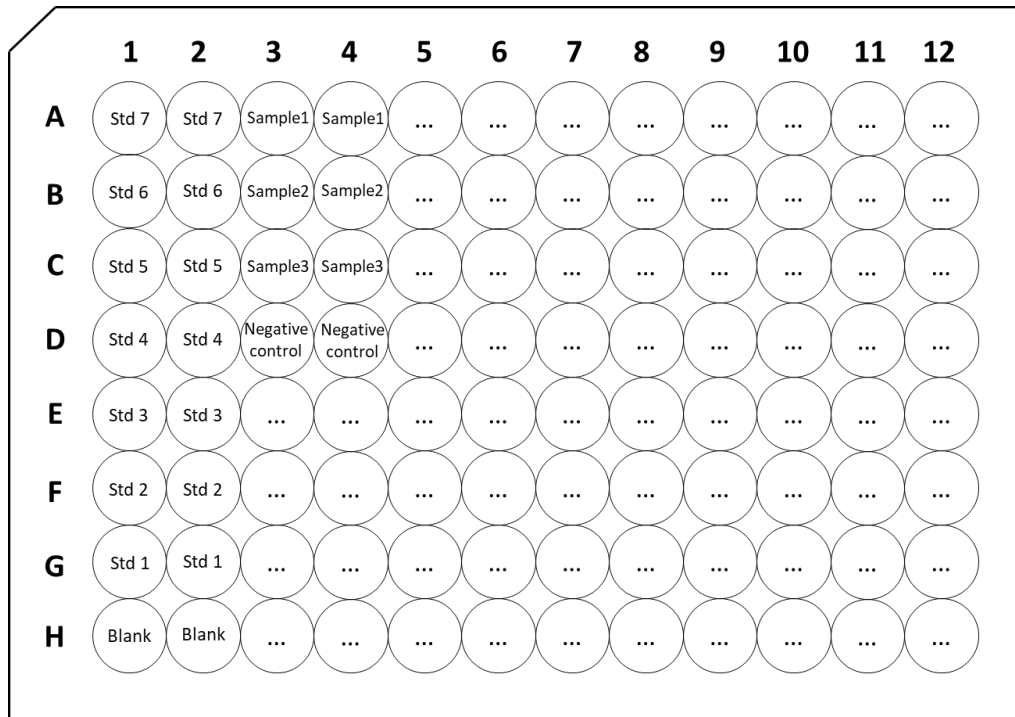 1 2 3 4 5 6 7 8 9 10 11 12
A Std 7 Std 7 Sample1 Sample1 ... ... ... ... ... ... ... ...
B Std 6 Std 6 Sample2 Sample2 ... ... ... ... ... ... ... ...
C Std 5 Std 5 Sample3 Sample3 ... ... ... ... ... ... ... ...
D Std 4 Std 4 Negative control Negative control ... ... ... ... ... ... ... ...
E Std 3 Std 3 ... ... ... ... ... ... ... ... ... ...
F Std 2 Std 2 ... ... ... ... ... ... ... ... ... ...
G Std 1 Std 1 ... ... ... ... ... ... ... ... ... ...
H Blank Blank ... ... ... ... ... ... ... ... ... ...